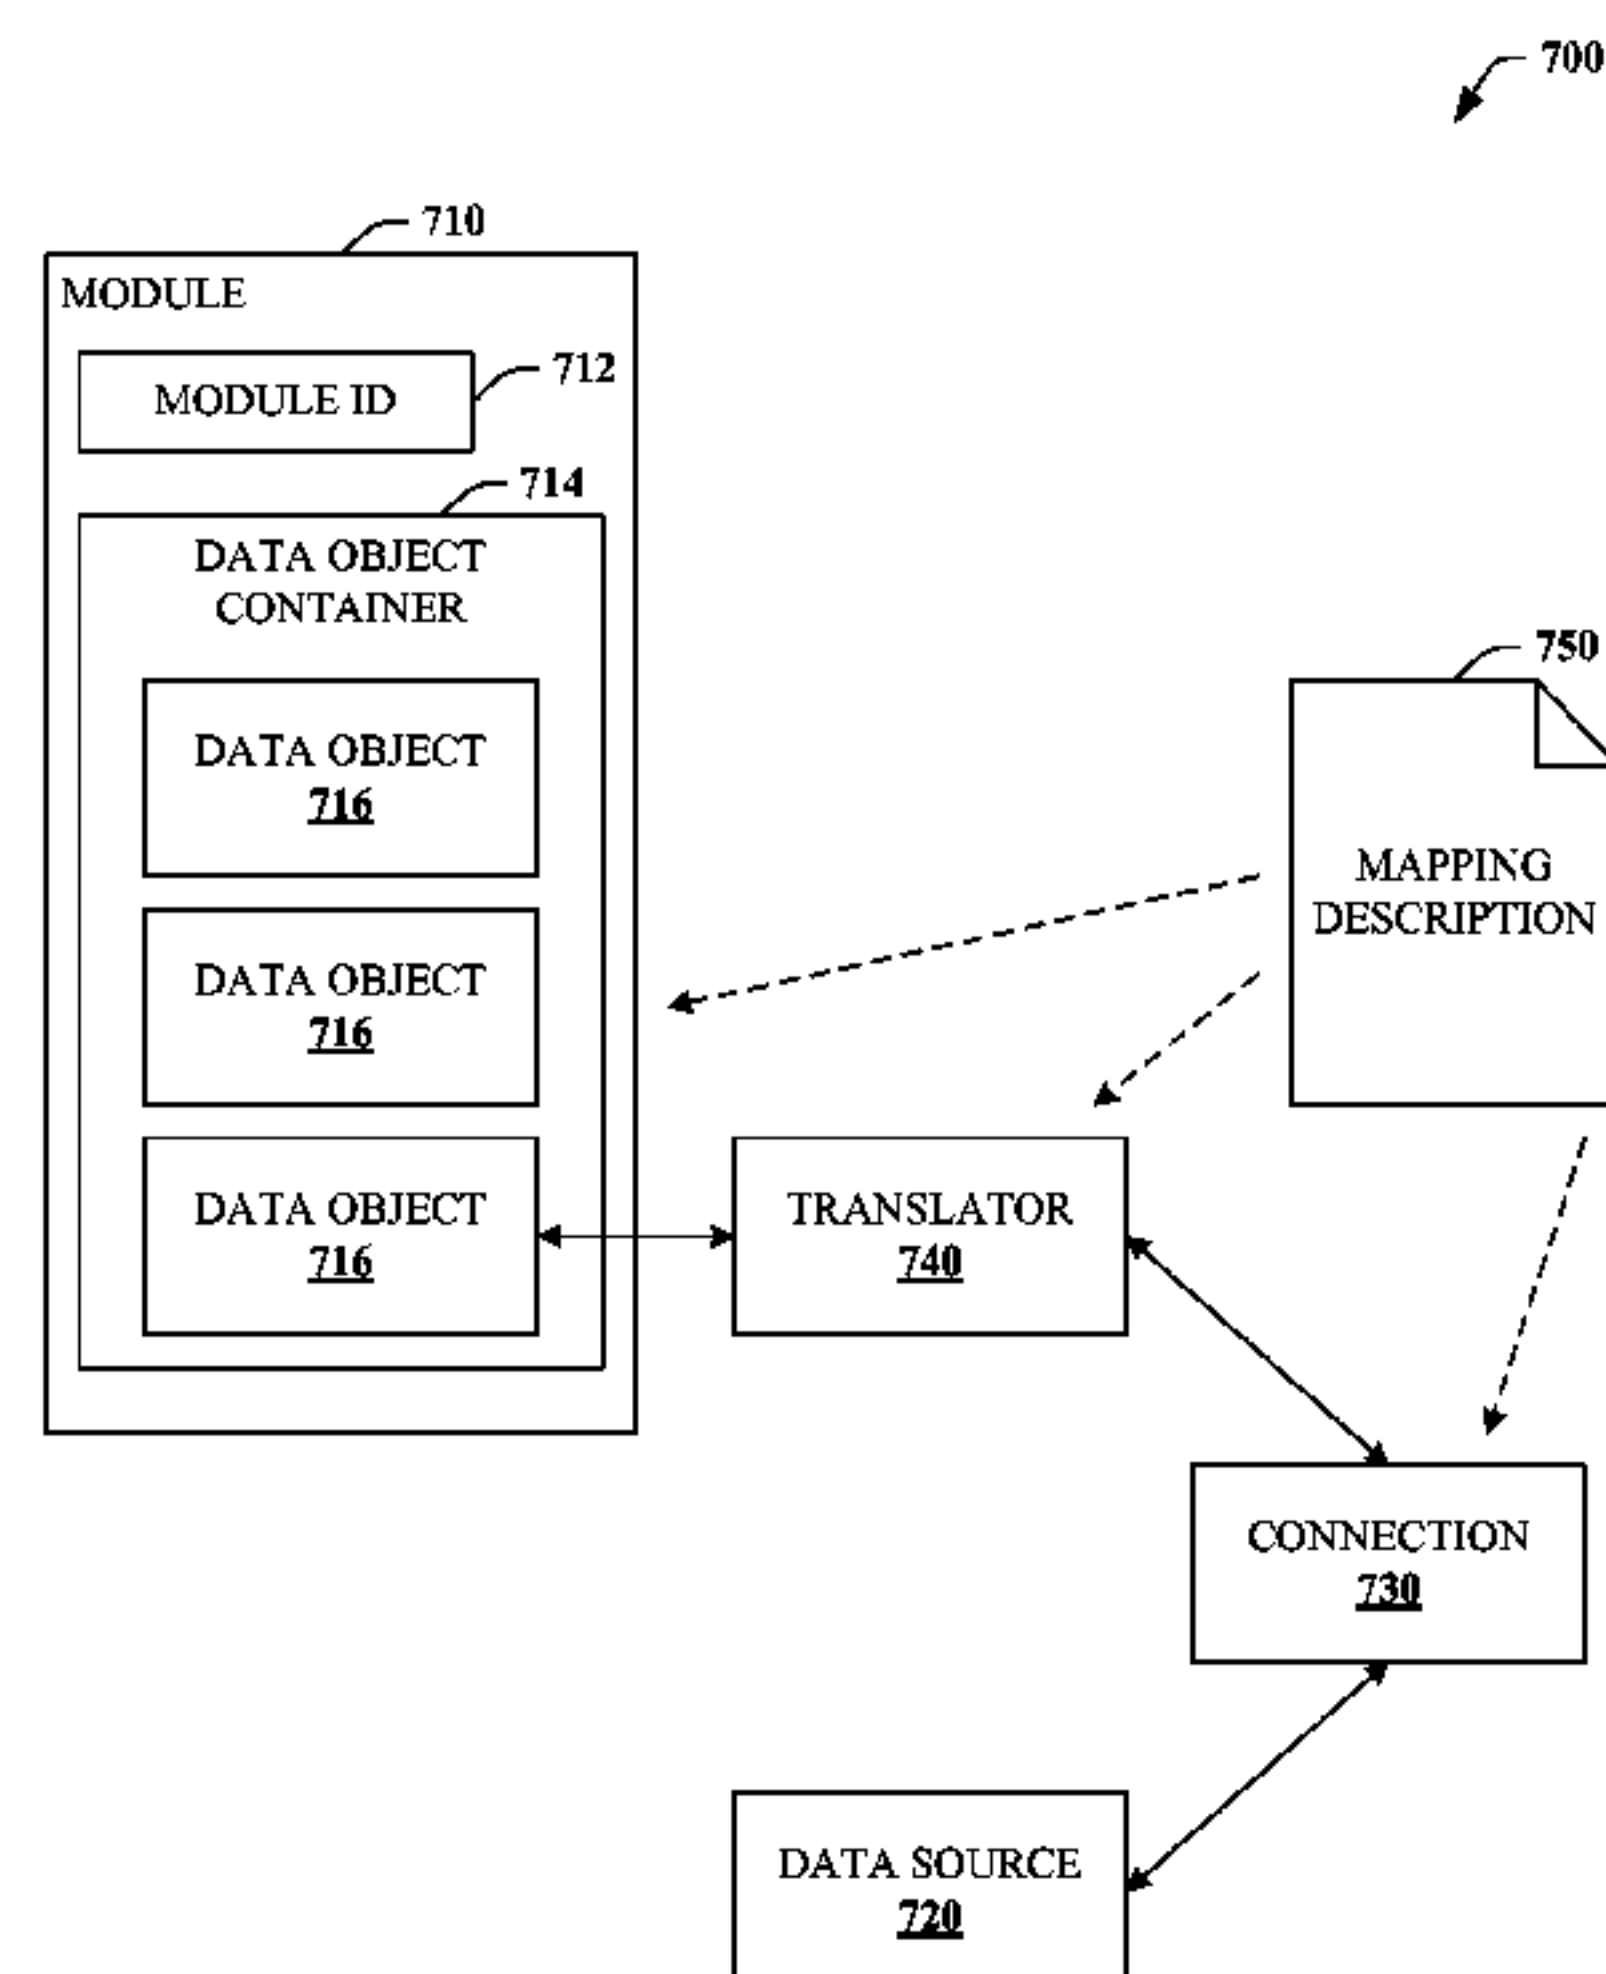 700
710
MODULE
712
MODULE ID
714
DATA OBJECT
CONTAINER
DATA OBJECT
716
DATA OBJECT
716
DATA OBJECT
716
750
MAPPING
DESCRIPTION
TRANSLATOR
740
CONNECTION
730
DATA SOURCE
720